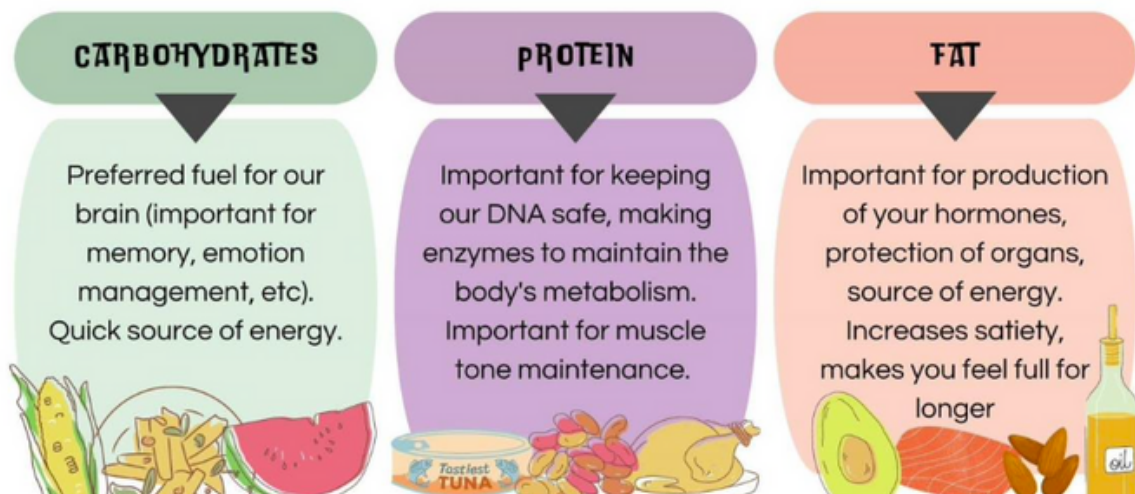 CARBOHYDRATES
Preferred fuel for our
brain (important for
memory, emotion
management, etc).
Quick source of energy.
PROTEIN
Important for keeping
our DNA safe, making
enzymes to maintain the
body's metabolism.
Important for muscle
tone maintenance.
Tastiest
TUNA
FAT
Important for production
of your hormones,
protection of organs,
source of energy.
Increases satiety,
makes you feel full for
longer
oil